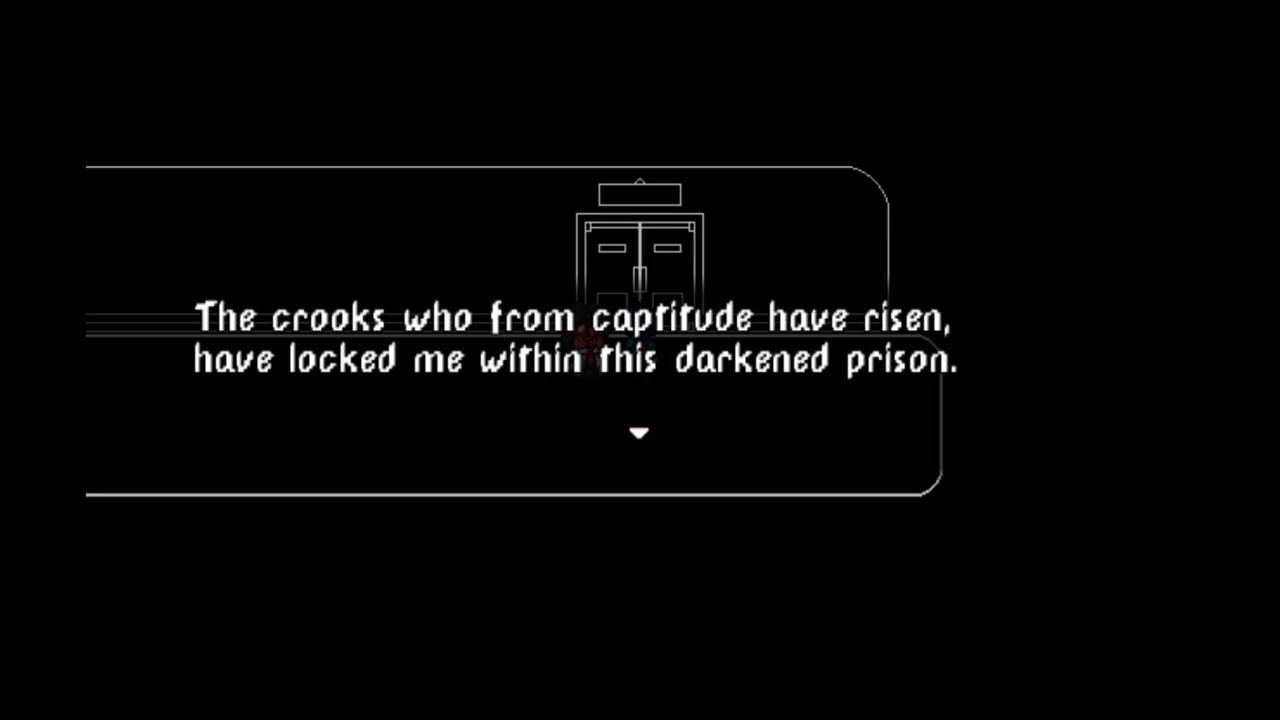 The crooks who from captitude have risen,
have locked me within this darkened prison.